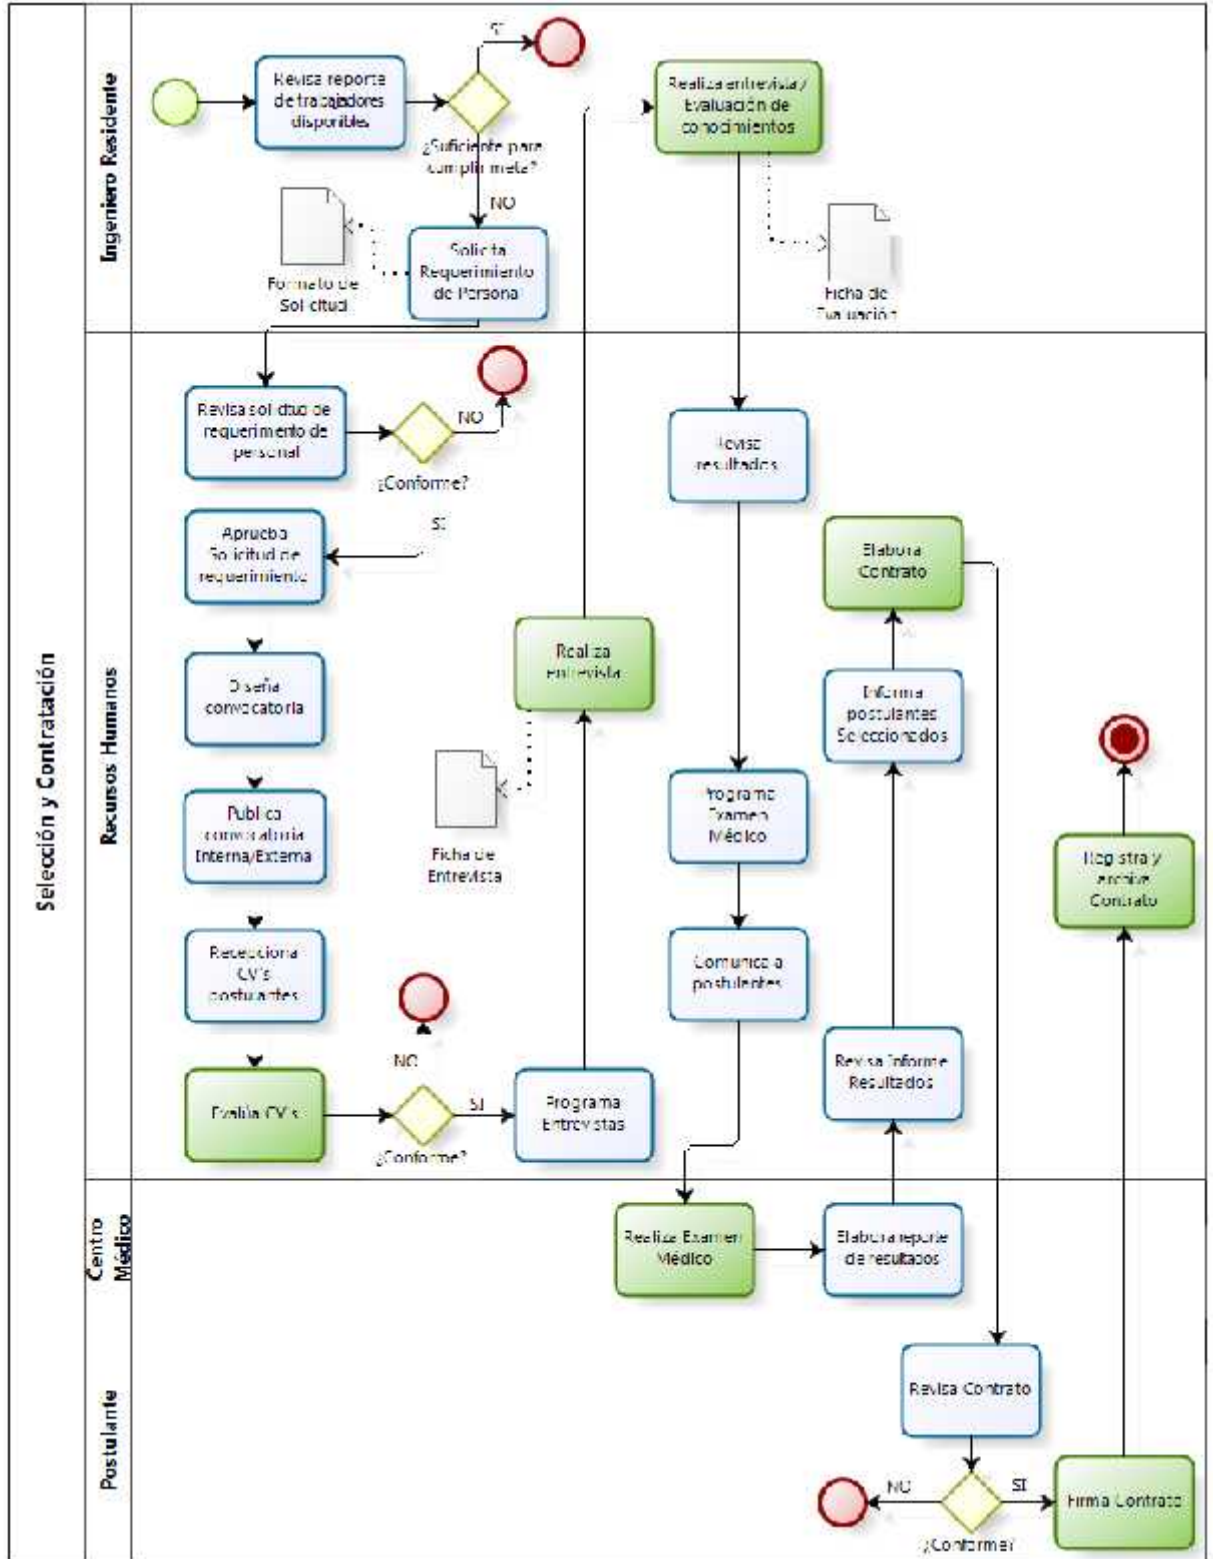 Selección y Contratación
Ingeniero Residente
Revisa reporte
de trabajadores
disponibles
SI
¿Suficiente para
cumplir meta?
NO
Formato de
Solicitud
Solicita
Requerimiento
de Personal
Realiza entrevista /
Evaluación de
conocimientos
Ficha de
Evaluación
Recursos Humanos
Revisa solicitud de
requerimento de
personal
NO
¿Conforme?
SI
Aprueba
Solicitud de
requerimiento
Diseña
convocatoria
Publica
convocatoria
Interna/Externa
Recepciona
CV's
postulantes
Evalúa CV's
NO
¿Conforme?
SI
Programa
Entrevistas
Realiza
entrevista
Ficha de
Entrevista
Revisa
resultados
Programa
Examen
Médico
Comunica a
postulantes
Elabora
Contrato
Informa
postulantes
Seleccionados
Revisa Informe
Resultados
Registra y
archiva
Contrato
Centro
Médico
Realiza Examen
Médico
Elabora reporte
de resultados
Postulante
Revisa Contrato
NO
¿Conforme?
SI
Firma Contrato